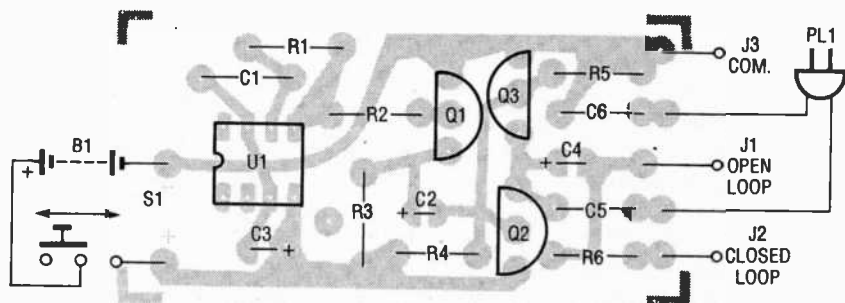 R1
C1
R2
Q1
Q3
R5
C6
J3
COM.
PL1
B1
+
U1
S1
R3
+
C2
+
C4
J1
OPEN
LOOP
C5
C3
+
R4
Q2
R6
J2
CLOSED
LOOP